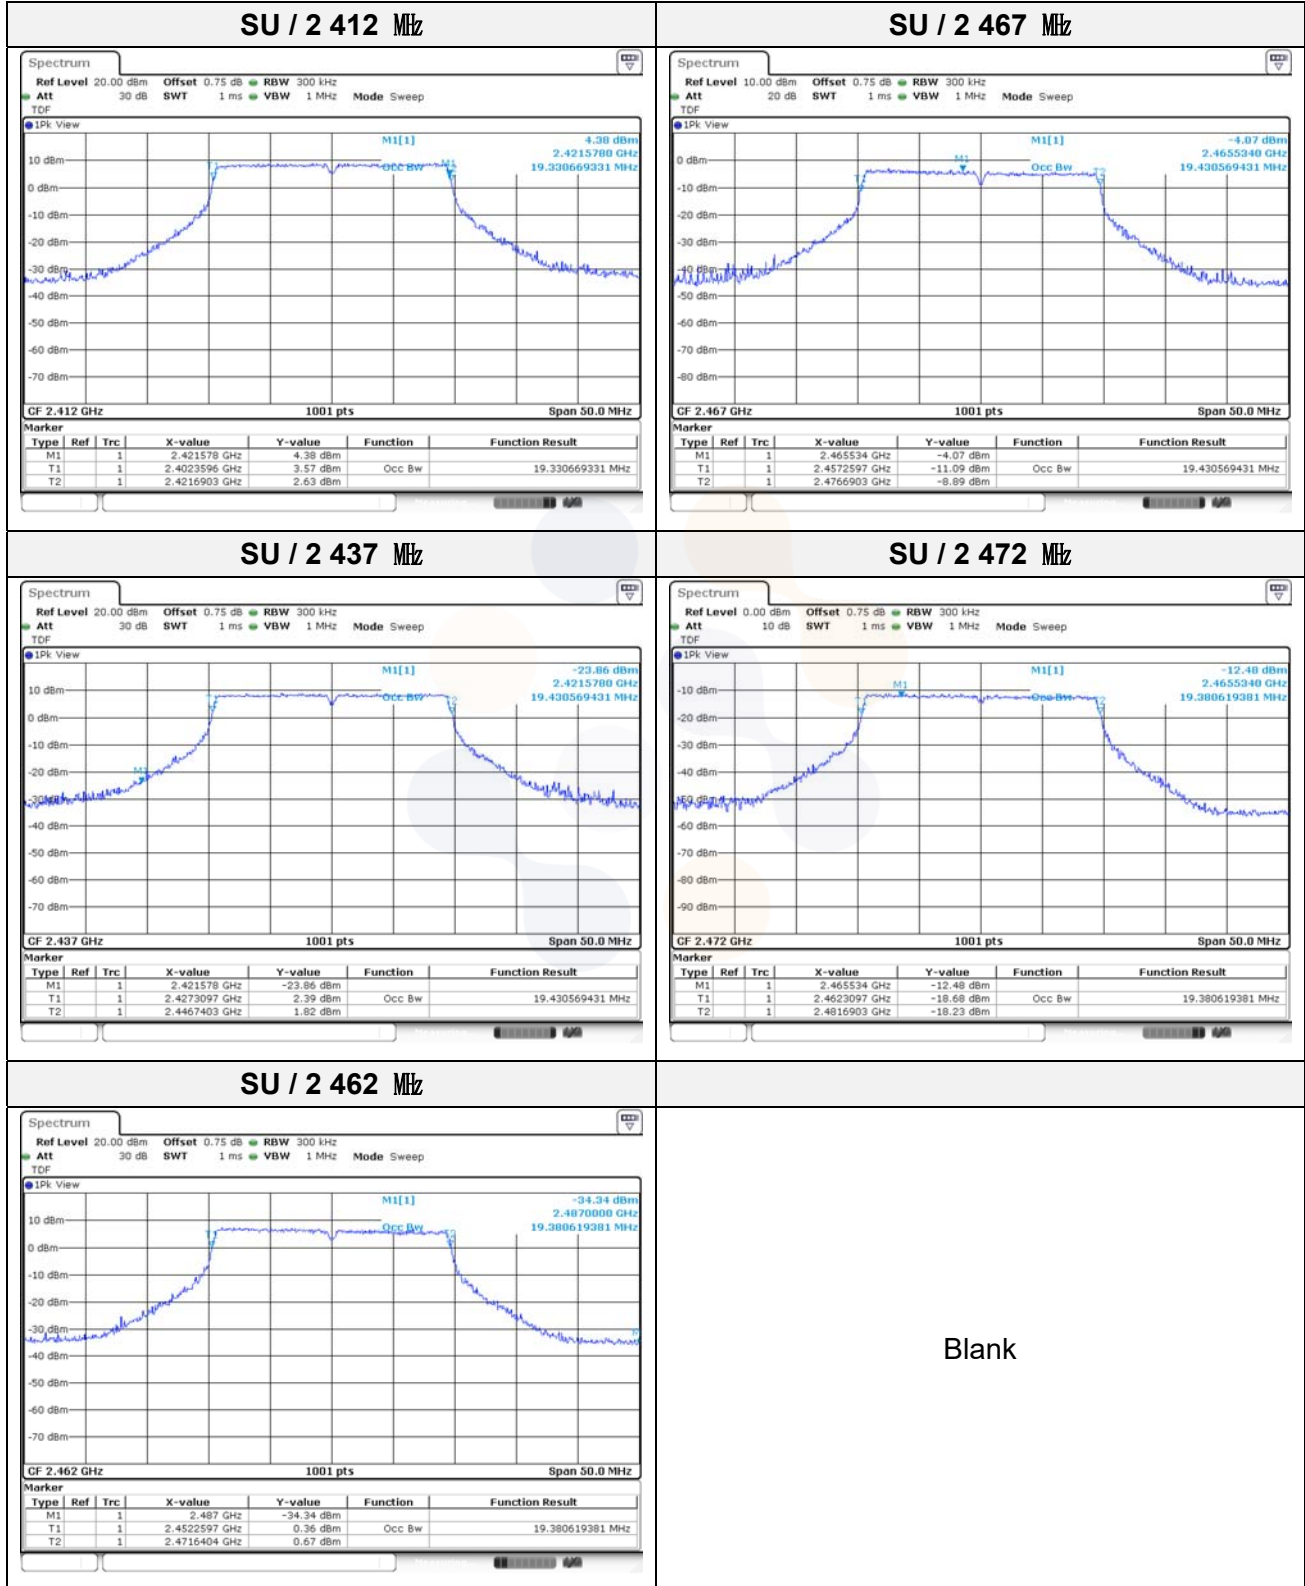 SU / 2 412 ㎒
Spectrum
Ref Level 20.00 dBm Offset 0.75 dB RBW 300 kHz
Att 30 dB SWT 1 ms VBW 1 MHz Mode Sweep
TDF
1Pk View
M1[1] 4.38 dBm
2.4215780 GHz
Occ Bw 19.330669331 MHz
T1
M1
10 dBm
0 dBm
-10 dBm
-20 dBm
-30 dBm
-40 dBm
-50 dBm
-60 dBm
-70 dBm
CF 2.412 GHz 1001 pts Span 50.0 MHz
Marker
Type Ref Trc X-value Y-value Function Function Result
M1 1 2.421578 GHz 4.38 dBm
T1 1 2.4023596 GHz 3.57 dBm Occ Bw 19.330669331 MHz
T2 1 2.4216903 GHz 2.63 dBm
SU / 2 467 ㎒
Spectrum
Ref Level 10.00 dBm Offset 0.75 dB RBW 300 kHz
Att 20 dB SWT 1 ms VBW 1 MHz Mode Sweep
TDF
1Pk View
M1[1] -4.07 dBm
2.4655340 GHz
Occ Bw 19.430569431 MHz
M1
T2
0 dBm
-10 dBm
-20 dBm
-30 dBm
-40 dBm
-50 dBm
-60 dBm
-70 dBm
-80 dBm
CF 2.467 GHz 1001 pts Span 50.0 MHz
Marker
Type Ref Trc X-value Y-value Function Function Result
M1 1 2.465534 GHz -4.07 dBm
T1 1 2.4572597 GHz -11.09 dBm Occ Bw 19.430569431 MHz
T2 1 2.4766903 GHz -8.89 dBm
SU / 2 437 ㎒
Spectrum
Ref Level 20.00 dBm Offset 0.75 dB RBW 300 kHz
Att 30 dB SWT 1 ms VBW 1 MHz Mode Sweep
TDF
1Pk View
M1[1] -23.86 dBm
2.4215780 GHz
Occ Bw 19.430569431 MHz
T2
M1
10 dBm
0 dBm
-10 dBm
-20 dBm
-30 dBm
-40 dBm
-50 dBm
-60 dBm
-70 dBm
CF 2.437 GHz 1001 pts Span 50.0 MHz
Marker
Type Ref Trc X-value Y-value Function Function Result
M1 1 2.421578 GHz -23.86 dBm
T1 1 2.4273097 GHz 2.39 dBm Occ Bw 19.430569431 MHz
T2 1 2.4467403 GHz 1.82 dBm
SU / 2 472 ㎒
Spectrum
Ref Level 0.00 dBm Offset 0.75 dB RBW 300 kHz
Att 10 dB SWT 1 ms VBW 1 MHz Mode Sweep
TDF
1Pk View
M1[1] -12.48 dBm
2.4655340 GHz
Occ Bw 19.380619381 MHz
M1
T2
-10 dBm
-20 dBm
-30 dBm
-40 dBm
-50 dBm
-60 dBm
-70 dBm
-80 dBm
-90 dBm
CF 2.472 GHz 1001 pts Span 50.0 MHz
Marker
Type Ref Trc X-value Y-value Function Function Result
M1 1 2.465534 GHz -12.48 dBm
T1 1 2.4623097 GHz -18.68 dBm Occ Bw 19.380619381 MHz
T2 1 2.4816903 GHz -18.23 dBm
SU / 2 462 ㎒
Spectrum
Ref Level 20.00 dBm Offset 0.75 dB RBW 300 kHz
Att 30 dB SWT 1 ms VBW 1 MHz Mode Sweep
TDF
1Pk View
M1[1] -34.34 dBm
2.4870000 GHz
Occ Bw 19.380619381 MHz
T2
10 dBm
0 dBm
-10 dBm
-20 dBm
-30 dBm
-40 dBm
-50 dBm
-60 dBm
-70 dBm
CF 2.462 GHz 1001 pts Span 50.0 MHz
Marker
Type Ref Trc X-value Y-value Function Function Result
M1 1 2.487 GHz -34.34 dBm
T1 1 2.4522597 GHz 0.36 dBm Occ Bw 19.380619381 MHz
T2 1 2.4716404 GHz 0.67 dBm
Blank